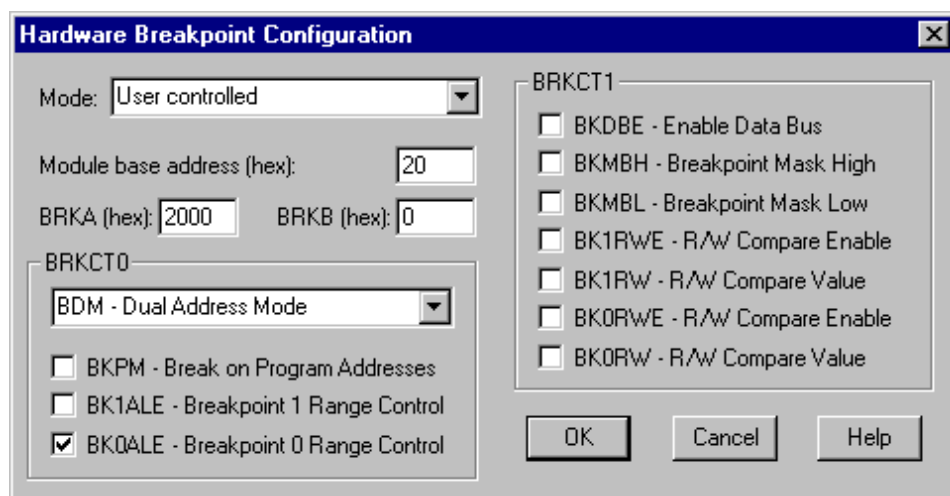 Hardware Breakpoint Configuration
Mode: User controlled
Module base address (hex): 20
BRKA (hex): 2000 BRKB (hex): 0
BRKCT0
BDM - Dual Address Mode
BKPM - Break on Program Addresses
BK1ALE - Breakpoint 1 Range Control
BK0ALE - Breakpoint 0 Range Control
BRKCT1
BKDBE - Enable Data Bus
BKMBH - Breakpoint Mask High
BKMBL - Breakpoint Mask Low
BK1RWE - R/W Compare Enable
BK1RW - R/W Compare Value
BK0RWE - R/W Compare Enable
BK0RW - R/W Compare Value
OK Cancel Help